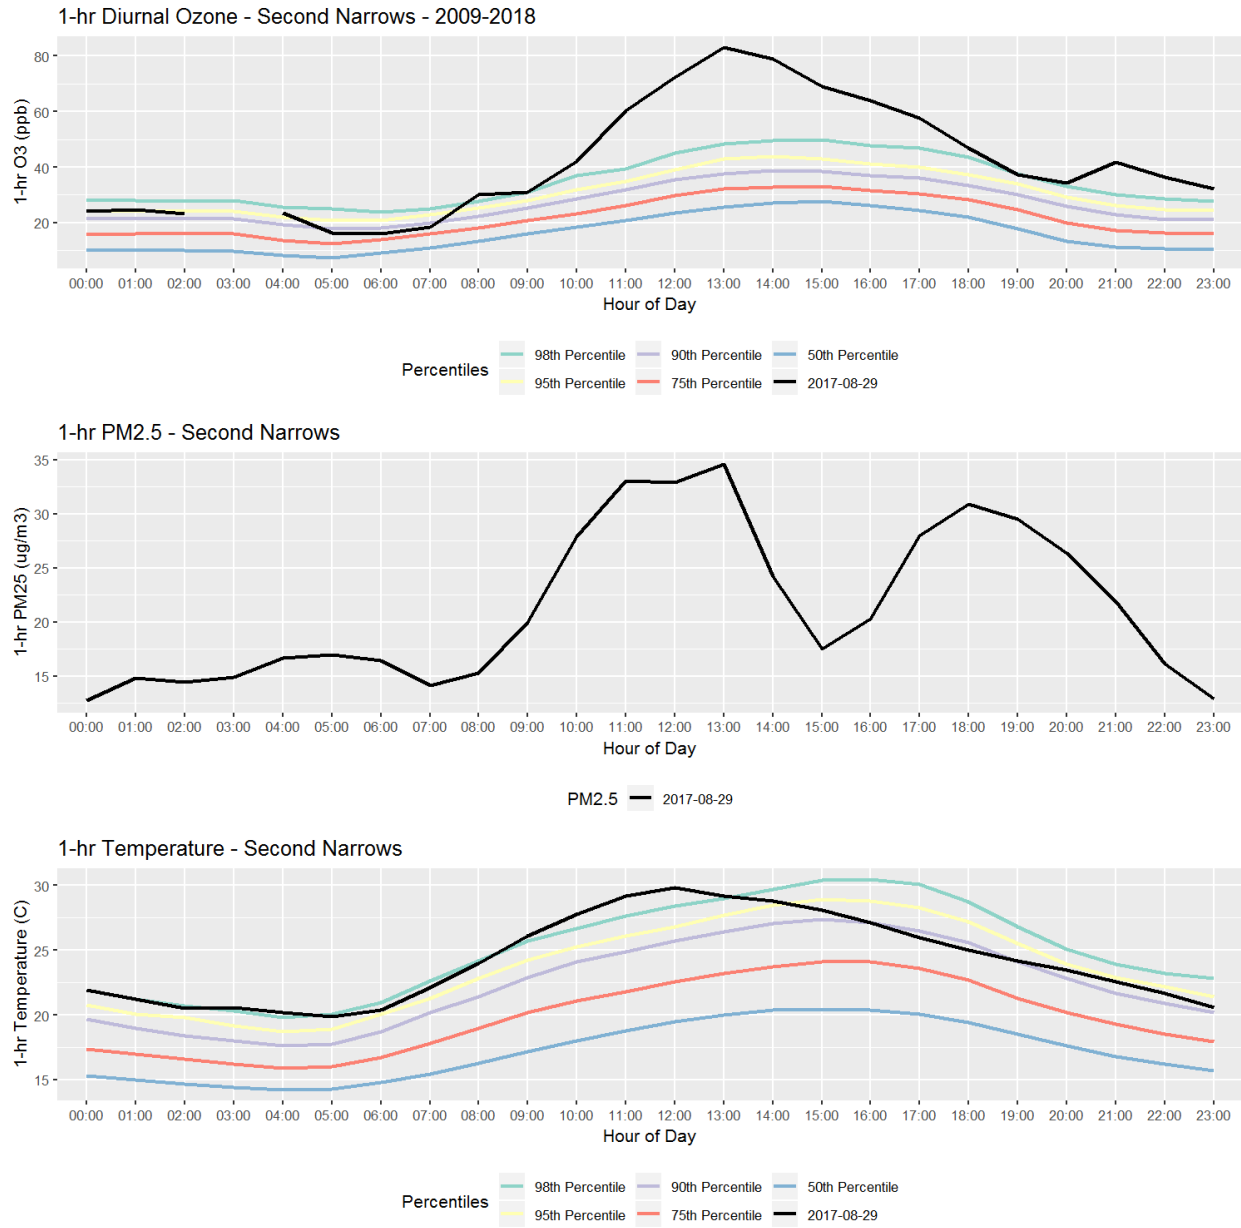 1-hr Diurnal Ozone - Second Narrows - 2009-2018
1-hr O3 (ppb)
80
60
40
20
00:00 01:00 02:00 03:00 04:00 05:00 06:00 07:00 08:00 09:00 10:00 11:00 12:00 13:00 14:00 15:00 16:00 17:00 18:00 19:00 20:00 21:00 22:00 23:00
Hour of Day
Percentiles
98th Percentile 90th Percentile 50th Percentile
95th Percentile 75th Percentile 2017-08-29
1-hr PM2.5 - Second Narrows
1-hr PM25 (ug/m3)
35
30
25
20
15
00:00 01:00 02:00 03:00 04:00 05:00 06:00 07:00 08:00 09:00 10:00 11:00 12:00 13:00 14:00 15:00 16:00 17:00 18:00 19:00 20:00 21:00 22:00 23:00
Hour of Day
PM2.5 2017-08-29
1-hr Temperature - Second Narrows
1-hr Temperature (C)
30
25
20
15
00:00 01:00 02:00 03:00 04:00 05:00 06:00 07:00 08:00 09:00 10:00 11:00 12:00 13:00 14:00 15:00 16:00 17:00 18:00 19:00 20:00 21:00 22:00 23:00
Hour of Day
Percentiles
98th Percentile 90th Percentile 50th Percentile
95th Percentile 75th Percentile 2017-08-29